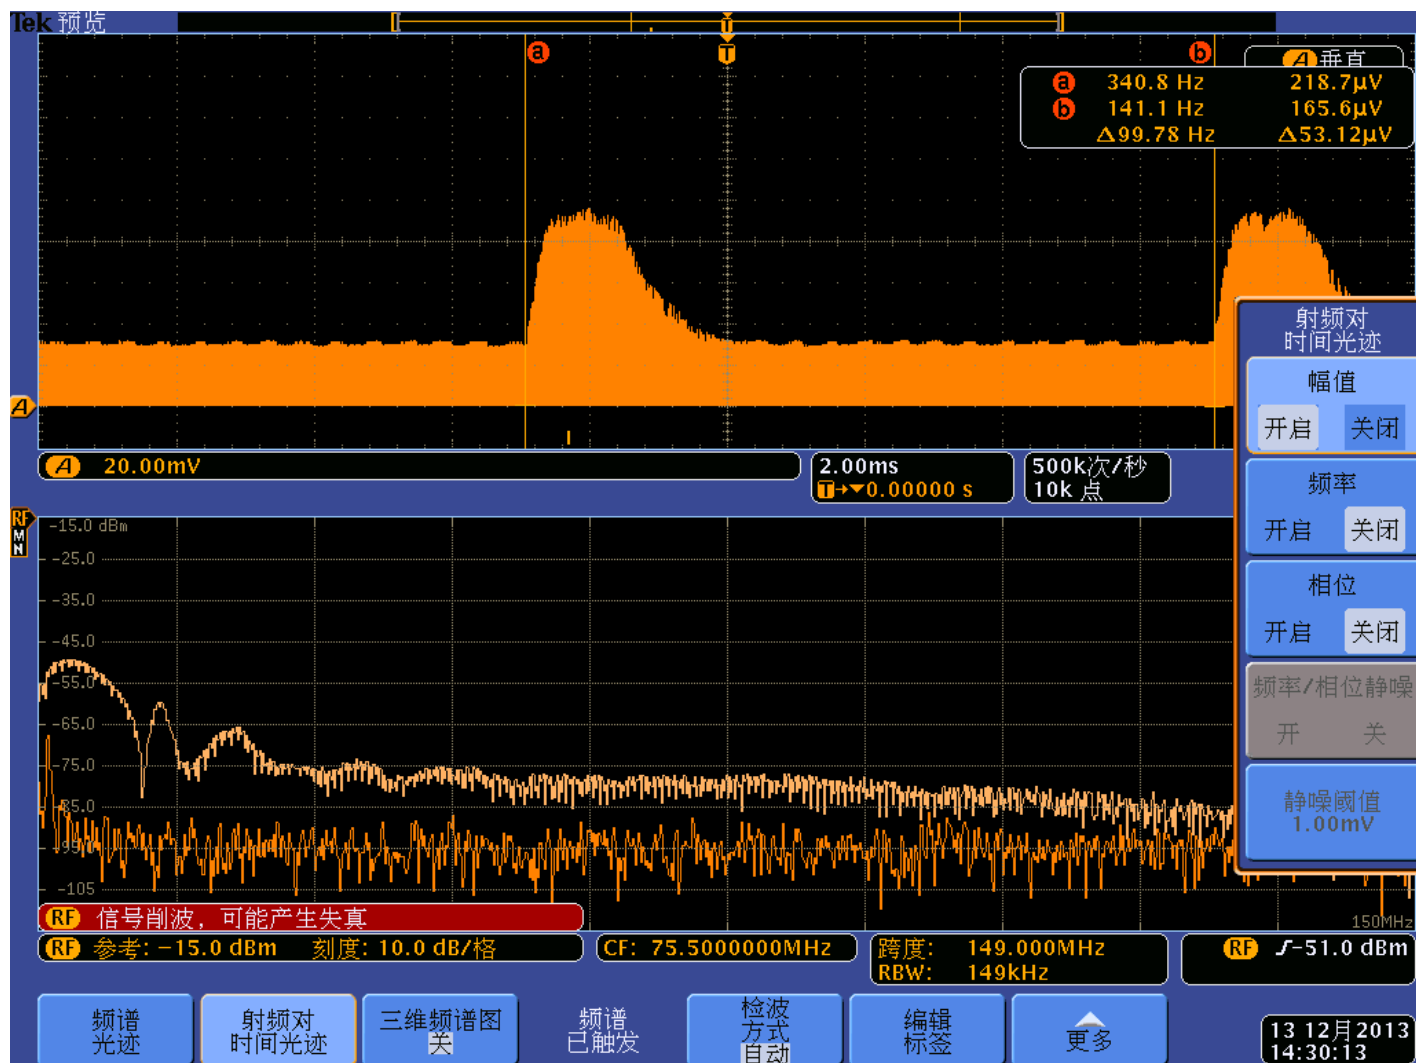 Tek 预览
a
T
b
A 垂直
a 340.8 Hz 218.7μV
b 141.1 Hz 165.6μV
Δ99.78 Hz Δ53.12μV
射频对
时间光迹
幅值
开启 关闭
A
A 20.00mV
2.00ms
T→▼0.00000 s
500k次/秒
10k 点
频率
开启 关闭
RF
M
N
-15.0 dBm
-25.0
-35.0
-45.0
-55.0
-65.0
-75.0
-85.0
-95.0
-105
相位
开启 关闭
频率/相位静噪
开 关
静噪阈值
1.00mV
RF 信号削波, 可能产生失真
150MHz
RF 参考: -15.0 dBm 刻度: 10.0 dB/格
CF: 75.5000000MHz
跨度: 149.000MHz
RBW: 149kHz
RF -51.0 dBm
频谱
光迹
射频对
时间光迹
三维频谱图
关
频谱
已触发
检波
方式
自动
编辑
标签
更多
13 12月2013
14:30:13